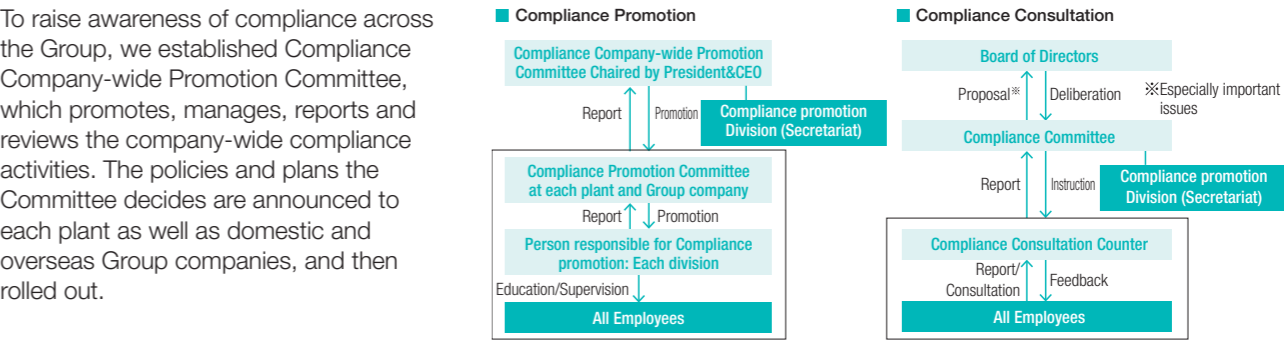 To raise awareness of compliance across
the Group, we established Compliance
Company-wide Promotion Committee,
which promotes, manages, reports and
reviews the company-wide compliance
activities. The policies and plans the
Committee decides are announced to
each plant as well as domestic and
overseas Group companies, and then
rolled out.
Compliance Promotion
Compliance Company-wide Promotion
Committee Chaired by President&CEO
Report
Promotion
Compliance promotion
Division (Secretariat)
Compliance Promotion Committee
at each plant and Group company
Report
Promotion
Person responsible for Compliance
promotion: Each division
Education/Supervision
All Employees
Compliance Consultation
Board of Directors
Proposal※
Deliberation
※Especially important
issues
Compliance Committee
Report
Instruction
Compliance promotion
Division (Secretariat)
Compliance Consultation Counter
Report/
Consultation
Feedback
All Employees